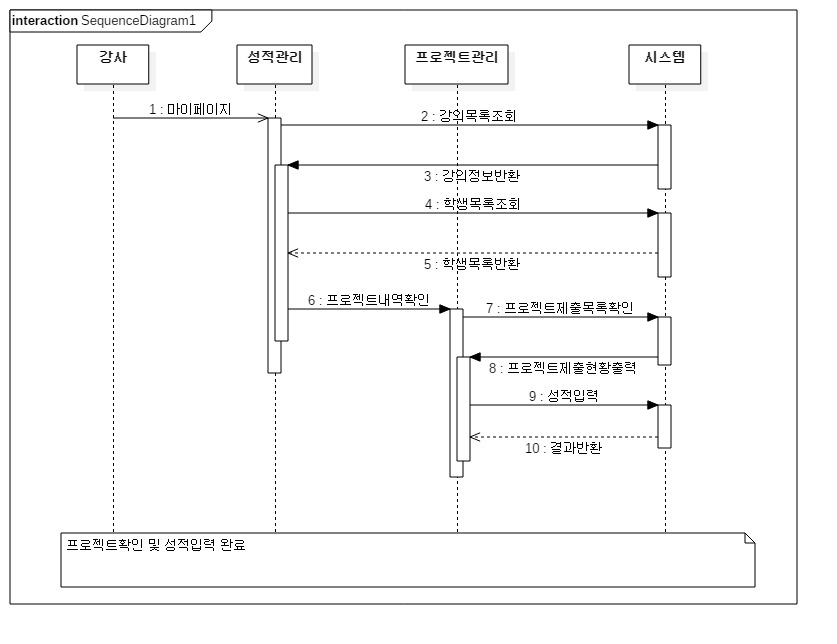 interaction SequenceDiagram1
강사
성적관리
프로젝트관리
시스템
1 : 마이페이지
2 : 강의목록조회
3 : 강의정보반환
4 : 학생목록조회
5 : 학생목록반환
6 : 프로젝트내역확인
7 : 프로젝트제출목록확인
8 : 프로젝트제출현황출력
9 : 성적입력
10 : 결과반환
프로젝트확인 및 성적입력 완료